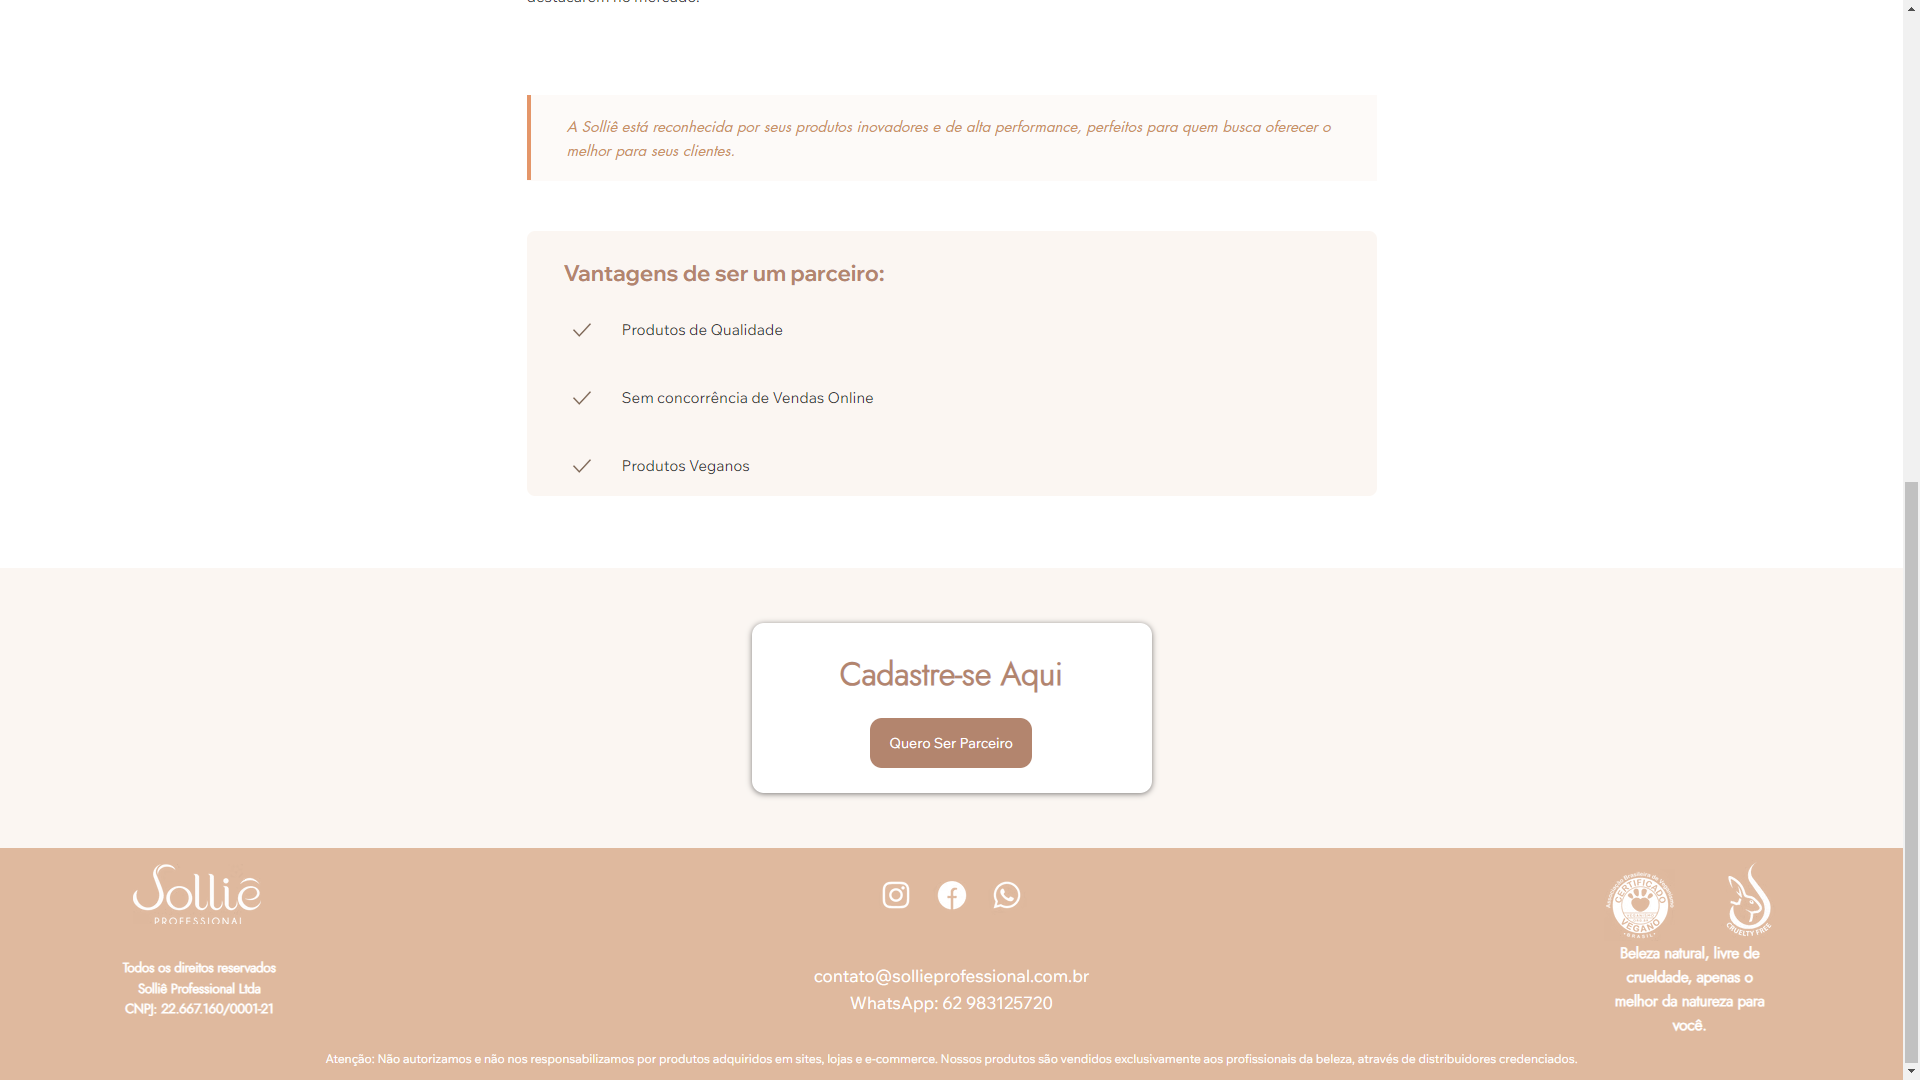 destacarem no mercado.
A Solliê está reconhecida por seus produtos inovadores e de alta performance, perfeitos para quem busca oferecer o
melhor para seus clientes.
Vantagens de ser um parceiro:
Produtos de Qualidade
Sem concorrência de Vendas Online
Produtos Veganos
Cadastre-se Aqui
Quero Ser Parceiro
Solliê
PROFESSIONAL
Todos os direitos reservados
Solliê Professional Ltda
CNPJ: 22.667.160/0001-21
contato@sollieprofessional.com.br
WhatsApp: 62 983125720
Associação Brasileira de Veganismo
CERTIFICADO
VEGANO
BRASIL
CRUELTY FREE
Beleza natural, livre de
crueldade, apenas o
melhor da natureza para
você.
Atenção: Não autorizamos e não nos responsabilizamos por produtos adquiridos em sites, lojas e e-commerce. Nossos produtos são vendidos exclusivamente aos profissionais da beleza, através de distribuidores credenciados.